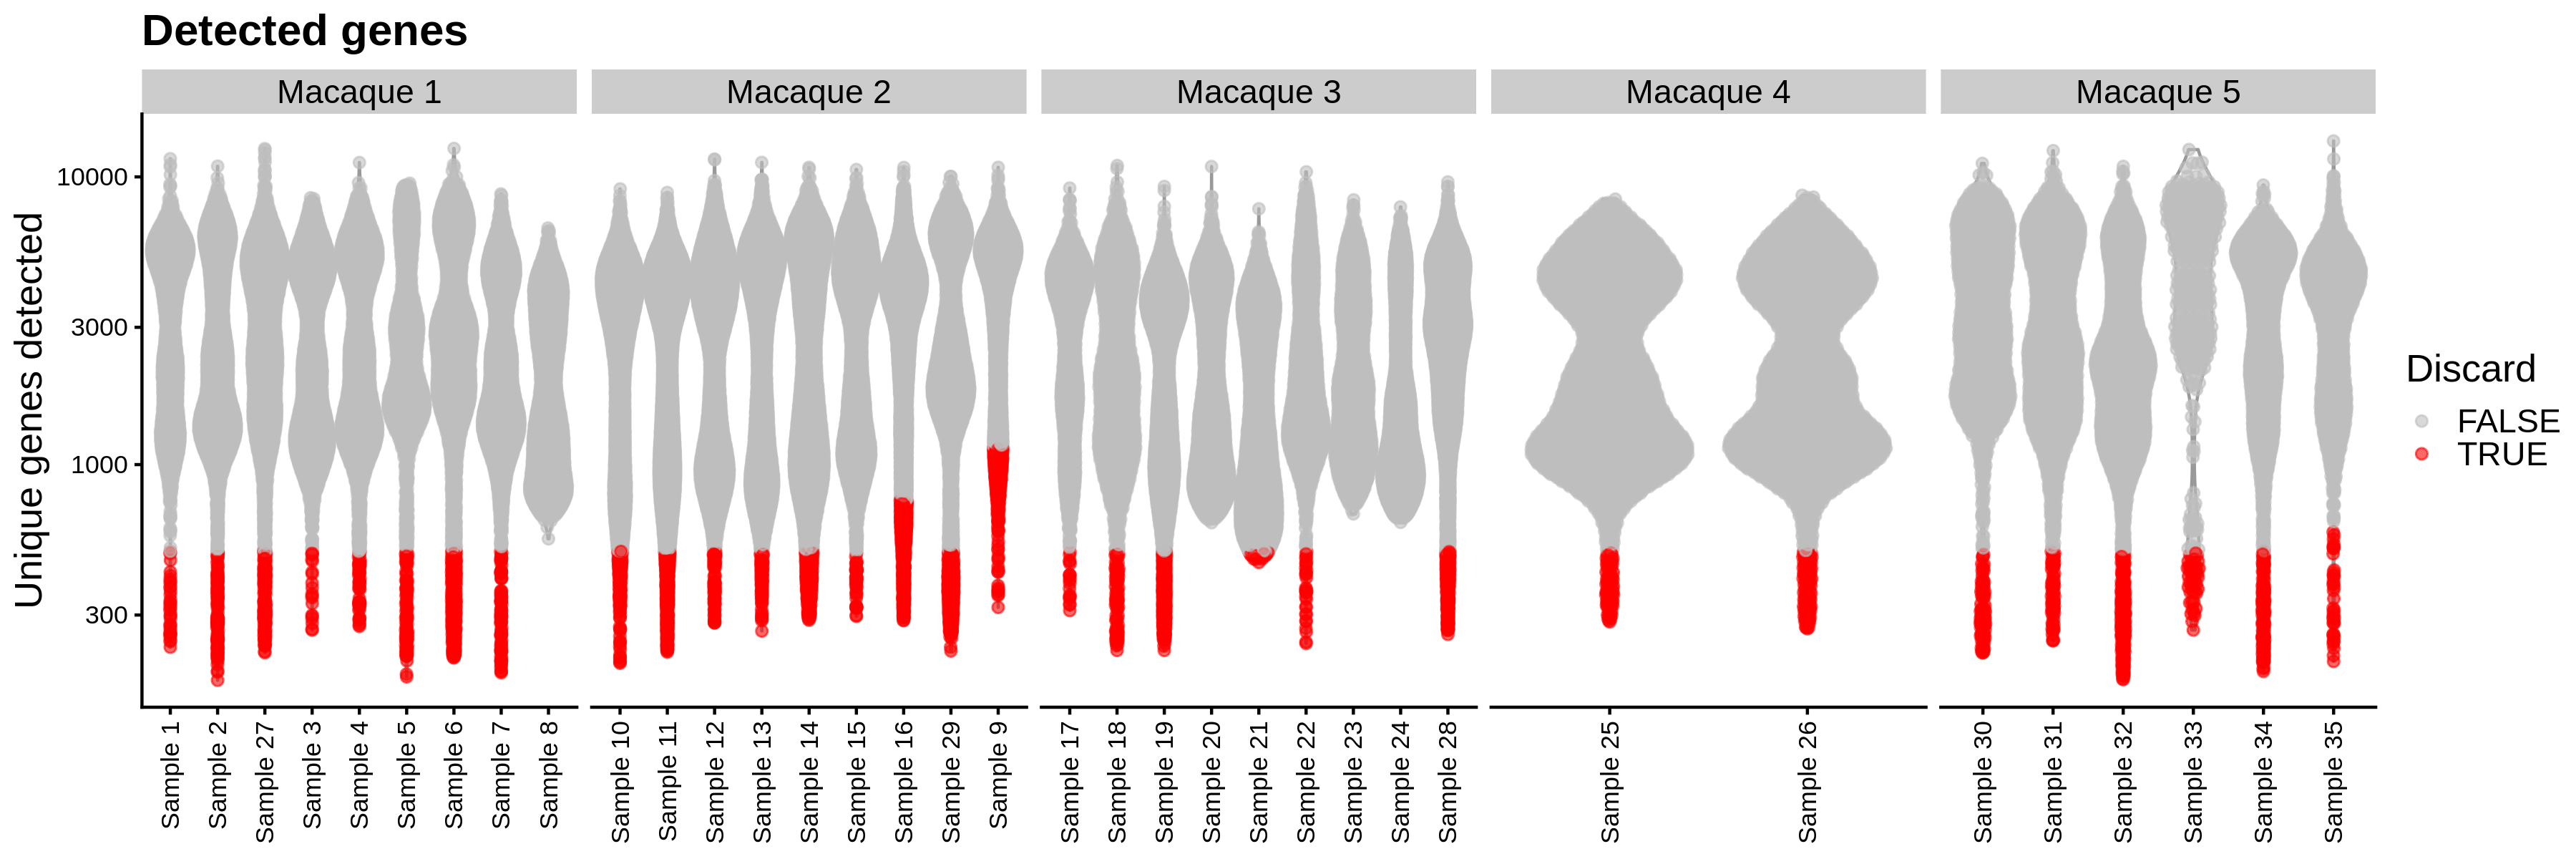 Detected genes
Macaque 1
Macaque 2
Macaque 3
Macaque 4
Macaque 5
Unique genes detected
10000
3000
1000
300
Sample 1
Sample 2
Sample 27
Sample 3
Sample 4
Sample 5
Sample 6
Sample 7
Sample 8
Sample 10
Sample 11
Sample 12
Sample 13
Sample 14
Sample 15
Sample 16
Sample 29
Sample 9
Sample 17
Sample 18
Sample 19
Sample 20
Sample 21
Sample 22
Sample 23
Sample 24
Sample 28
Sample 25
Sample 26
Sample 30
Sample 31
Sample 32
Sample 33
Sample 34
Sample 35
Discard
FALSE
TRUE